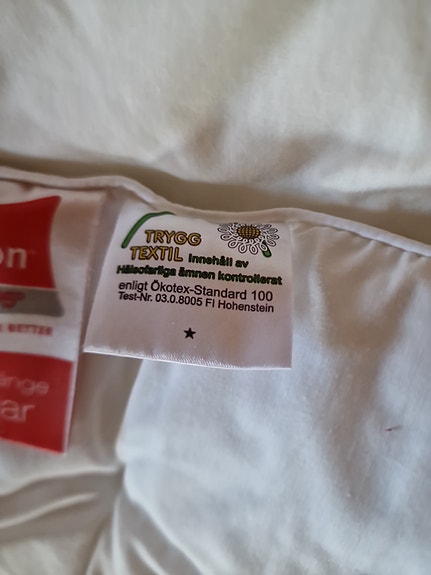 on
BETTER
änge
ar
TRYGG
TEXTIL Innehåll av
Hälsofarliga ämnen kontrollerat
enligt Ökotex-Standard 100
Test-Nr. 03.0.8005 FI Hohenstein